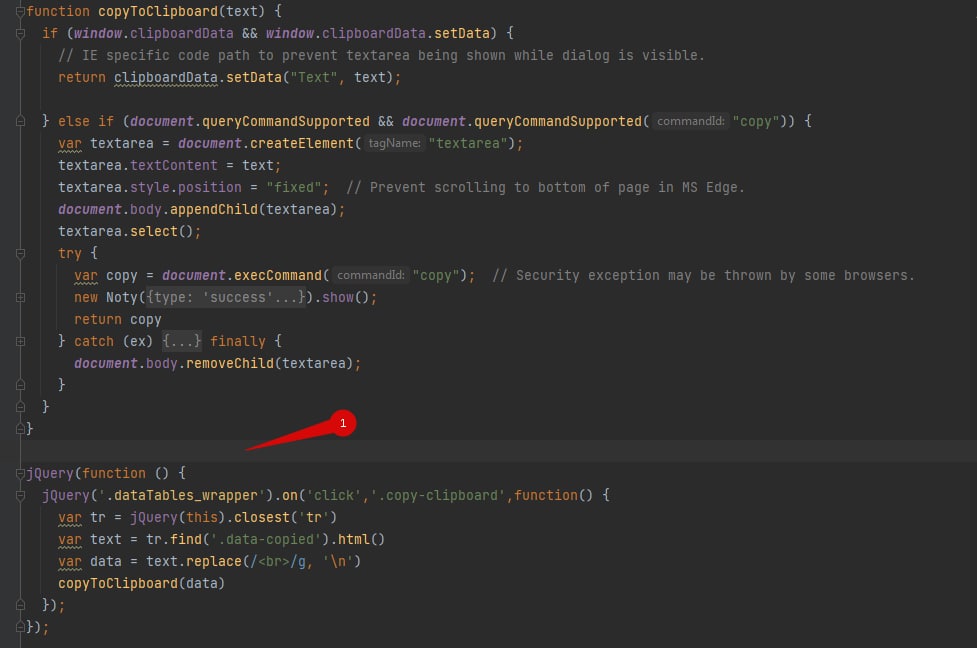 function copyToClipboard(text) {
  if (window.clipboardData && window.clipboardData.setData) {
    // IE specific code path to prevent textarea being shown while dialog is visible.
    return clipboardData.setData("Text", text);

  } else if (document.queryCommandSupported && document.queryCommandSupported( commandId: "copy")) {
    var textarea = document.createElement( tagName: "textarea");
    textarea.textContent = text;
    textarea.style.position = "fixed";  // Prevent scrolling to bottom of page in MS Edge.
    document.body.appendChild(textarea);
    textarea.select();
    try {
      var copy = document.execCommand( commandId: "copy");  // Security exception may be thrown by some browsers.
      new Noty({type: 'success'...}).show();
      return copy
    } catch (ex) {...} finally {
      document.body.removeChild(textarea);
    }
  }
}
1
jQuery(function () {
  jQuery('.dataTables_wrapper').on('click','.copy-clipboard',function() {
    var tr = jQuery(this).closest('tr')
    var text = tr.find('.data-copied').html()
    var data = text.replace(/<br>/g, '\n')
    copyToClipboard(data)
  });
});